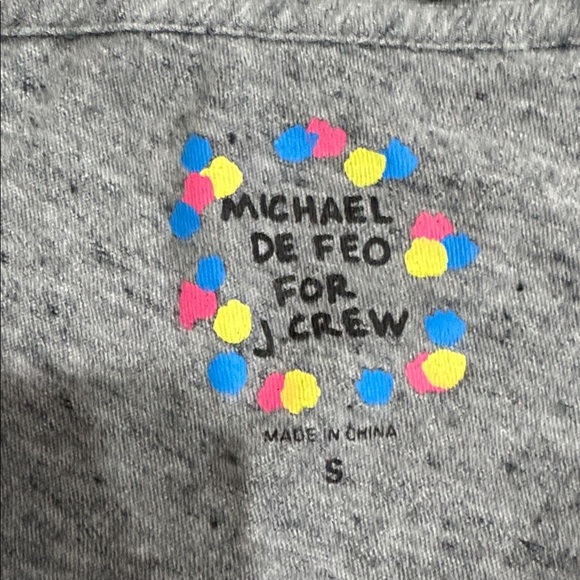 MICHAEL
DE FEO
FOR
J.CREW
MADE IN CHINA
S